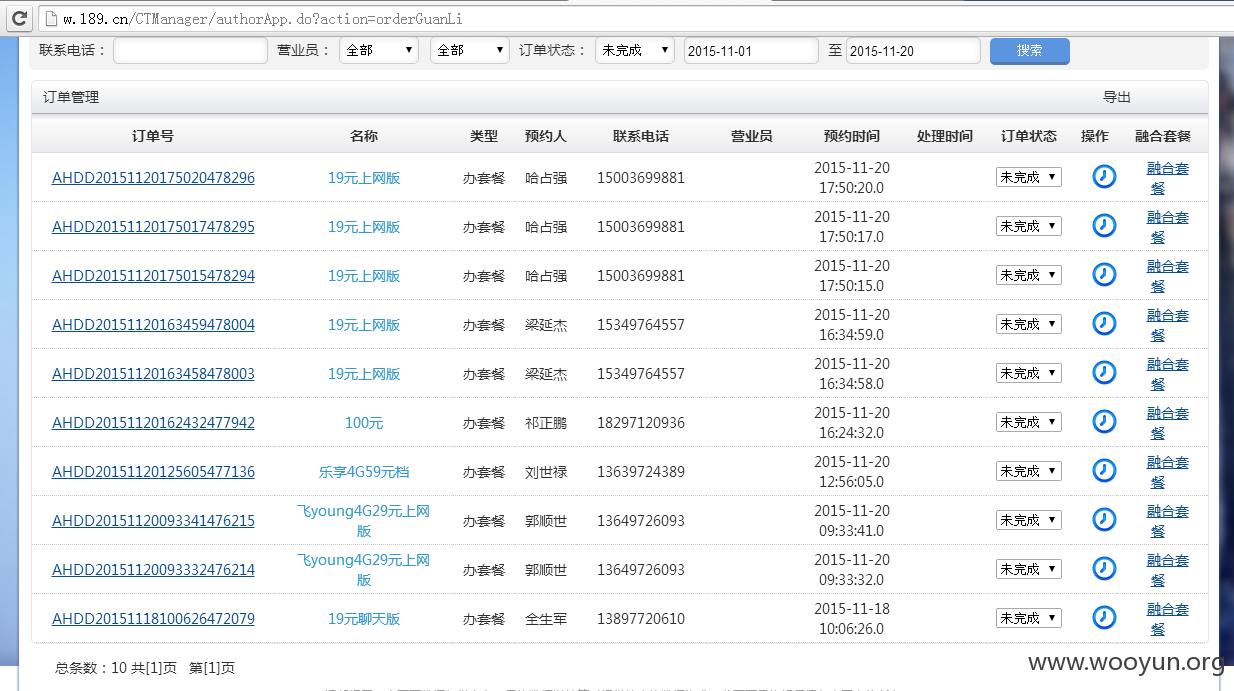 w.189.cn/CTManager/authorApp.do?action=orderGuanLi
联系电话： 营业员： 全部 全部 订单状态： 未完成 2015-11-01 至 2015-11-20 搜索
订单管理 导出
订单号 名称 类型 预约人 联系电话 营业员 预约时间 处理时间 订单状态 操作 融合套餐
AHDD20151120175020478296 19元上网版 办套餐 哈占强 15003699881 2015-11-20 17:50:20.0 未完成 融合套餐
AHDD20151120175017478295 19元上网版 办套餐 哈占强 15003699881 2015-11-20 17:50:17.0 未完成 融合套餐
AHDD20151120175015478294 19元上网版 办套餐 哈占强 15003699881 2015-11-20 17:50:15.0 未完成 融合套餐
AHDD20151120163459478004 19元上网版 办套餐 梁延杰 15349764557 2015-11-20 16:34:59.0 未完成 融合套餐
AHDD20151120163458478003 19元上网版 办套餐 梁延杰 15349764557 2015-11-20 16:34:58.0 未完成 融合套餐
AHDD20151120162432477942 100元 办套餐 祁正鹏 18297120936 2015-11-20 16:24:32.0 未完成 融合套餐
AHDD20151120125605477136 乐享4G59元档 办套餐 刘世禄 13639724389 2015-11-20 12:56:05.0 未完成 融合套餐
AHDD20151120093341476215 飞young4G29元上网版 办套餐 郭顺世 13649726093 2015-11-20 09:33:41.0 未完成 融合套餐
AHDD20151120093332476214 飞young4G29元上网版 办套餐 郭顺世 13649726093 2015-11-20 09:33:32.0 未完成 融合套餐
AHDD20151118100626472079 19元聊天版 办套餐 全生军 13897720610 2015-11-18 10:06:26.0 未完成 融合套餐
总条数：10 共[1]页 第[1]页
www.wooyun.org